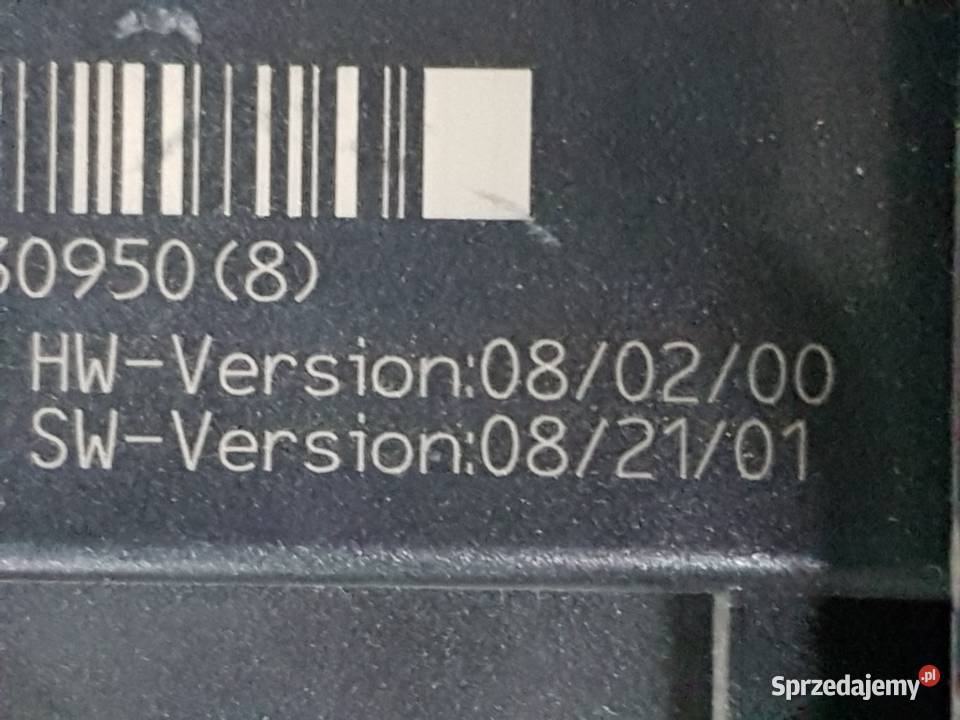 30950(8)
HW-Version:08/02/00
SW-Version:08/21/01
Sprzedajemy.pl